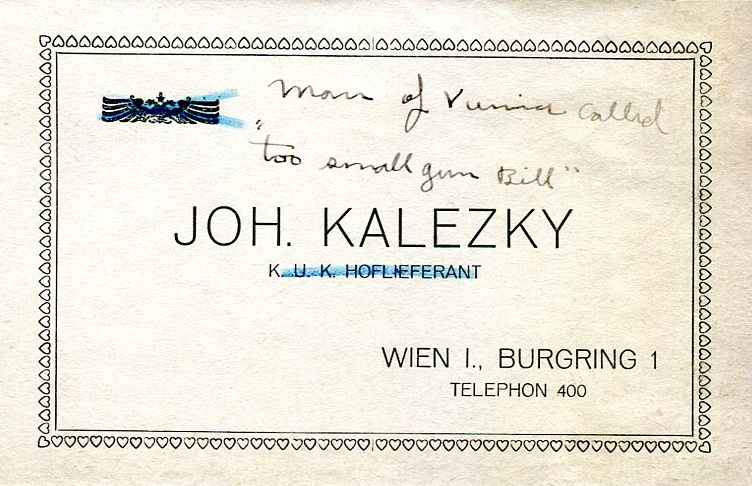 Man of Vienna called
"too small gun Bill"
JOH. KALEZKY
K. U. K. HOFLIEFERANT
WIEN I., BURGRING 1
TELEPHON 400